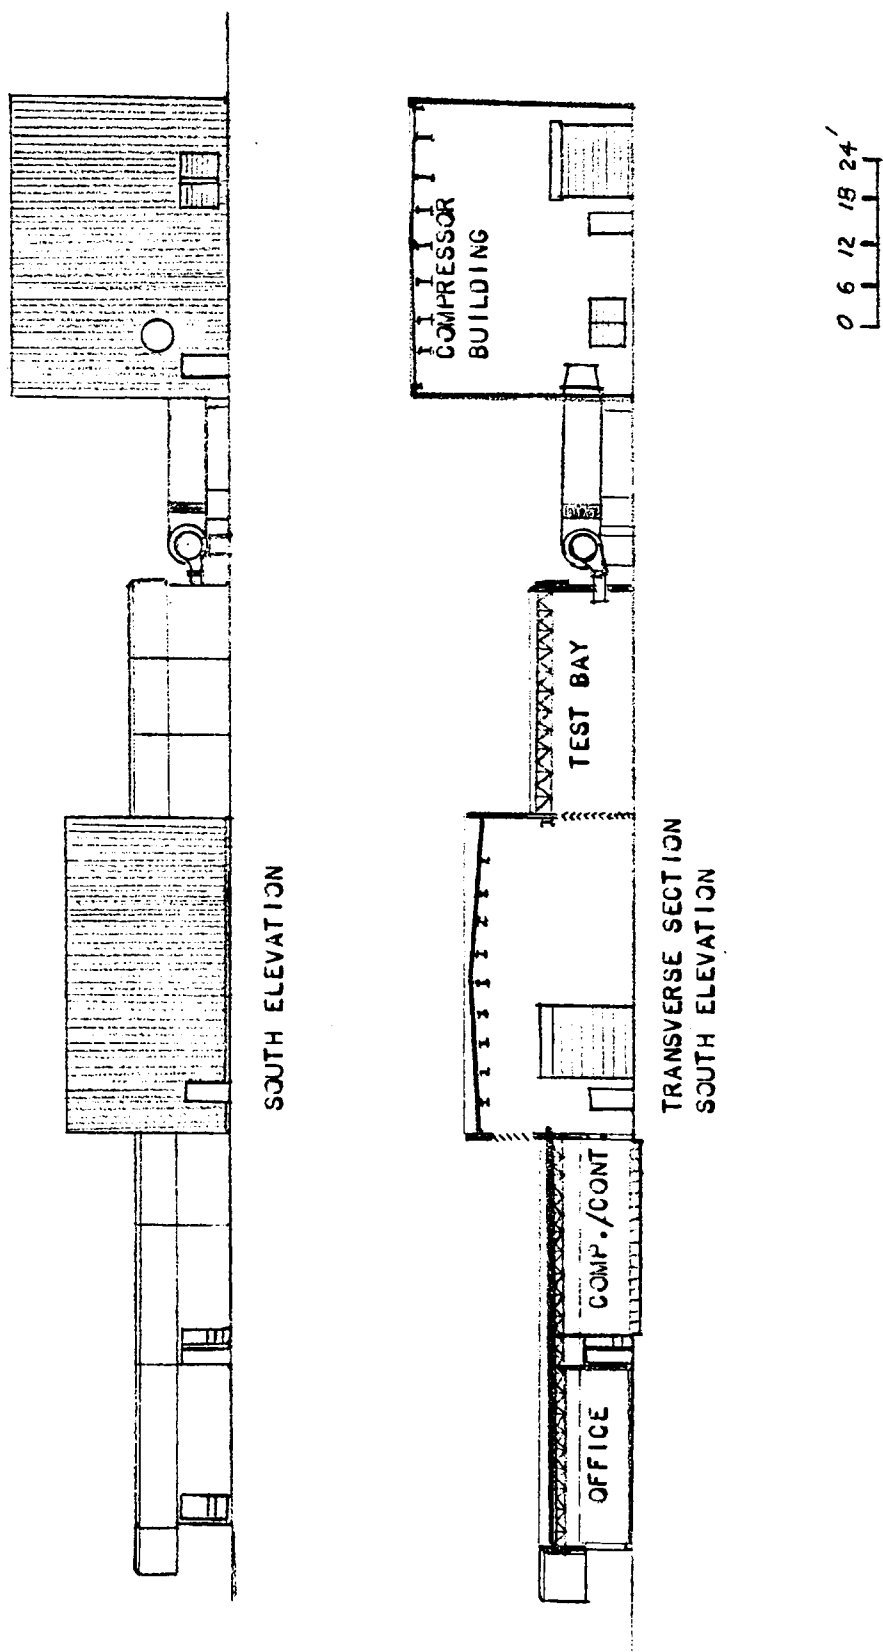 SOUTH ELEVATION
OFFICE
COMP./CONT
TEST BAY
COMPRESSOR
BUILDING
TRANSVERSE SECTION
SOUTH ELEVATION
0 6 12 18 24'